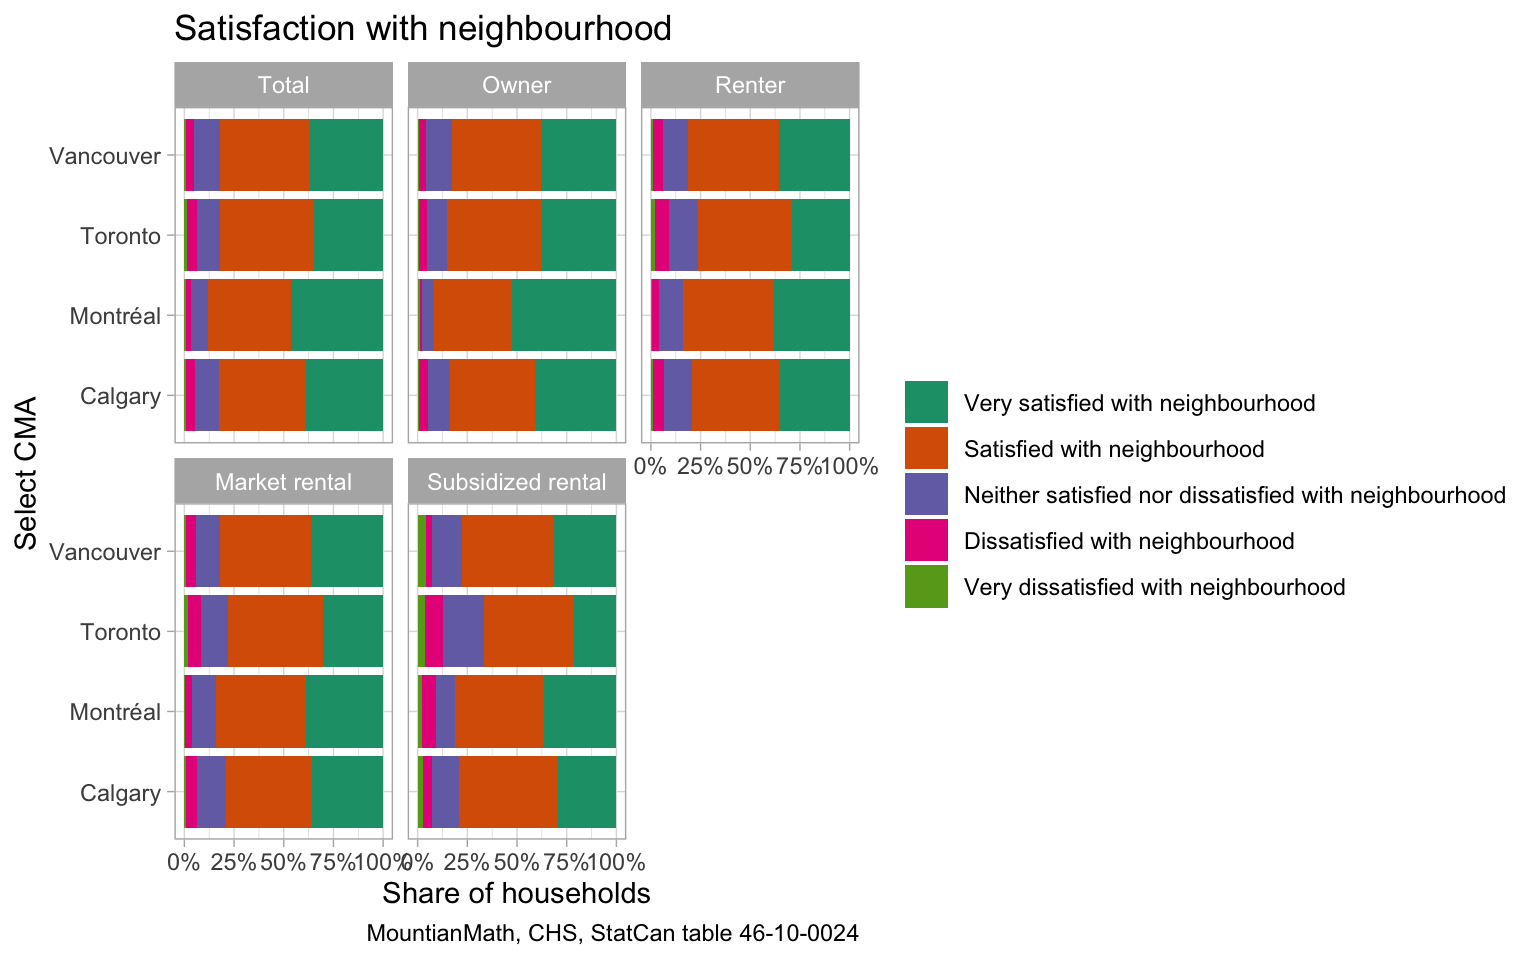 Satisfaction with neighbourhood
Total
Owner
Renter
Vancouver
Toronto
Montréal
Calgary
0% 25% 50% 75% 100%
Select CMA
Market rental
Subsidized rental
Vancouver
Toronto
Montréal
Calgary
0% 25% 50% 75% 100%
0% 25% 50% 75% 100%
Share of households
MountianMath, CHS, StatCan table 46-10-0024
Very satisfied with neighbourhood
Satisfied with neighbourhood
Neither satisfied nor dissatisfied with neighbourhood
Dissatisfied with neighbourhood
Very dissatisfied with neighbourhood